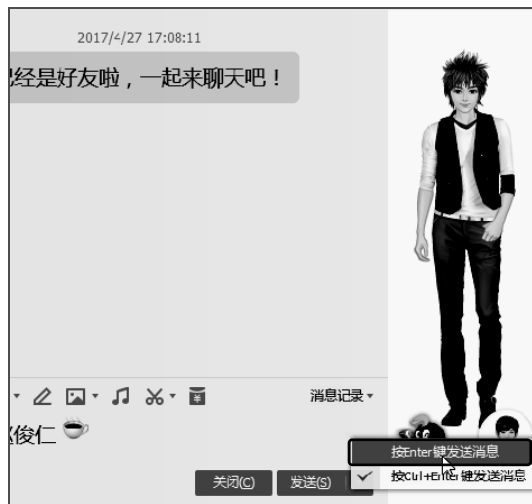 2017/4/27 17:08:11
经是好友啦，一起来聊天吧！
消息记录
俊仁
关闭(C) 发送(S)
按Enter键发送消息
按Ctrl+Enter键发送消息